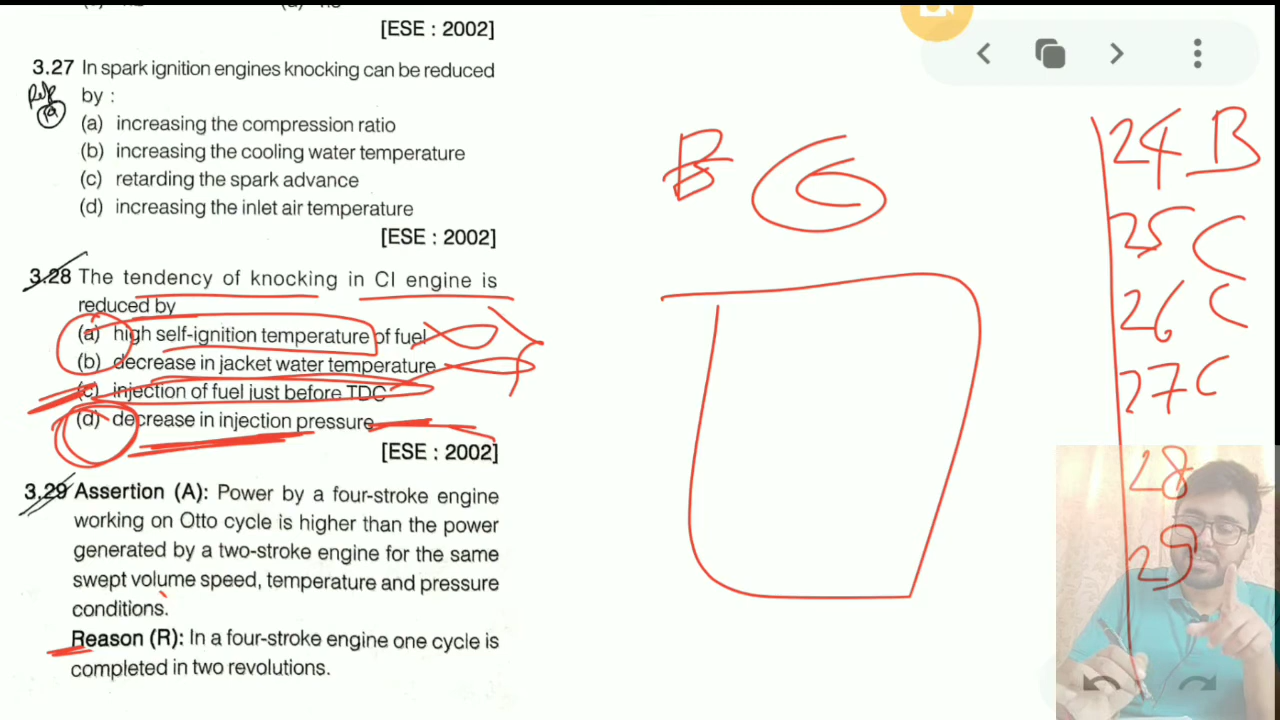 [ESE : 2002]
3.27 In spark ignition engines knocking can be reduced
by :
(a) increasing the compression ratio
(b) increasing the cooling water temperature
(c) retarding the spark advance
(d) increasing the inlet air temperature
[ESE : 2002]
3.28 The tendency of knocking in CI engine is
reduced by
(a) high self-ignition temperature of fuel
(b) decrease in jacket water temperature
(c) injection of fuel just before TDC
(d) decrease in injection pressure
[ESE : 2002]
3.29 Assertion (A): Power by a four-stroke engine
working on Otto cycle is higher than the power
generated by a two-stroke engine for the same
swept volume speed, temperature and pressure
conditions.
Reason (R): In a four-stroke engine one cycle is
completed in two revolutions.
24 B
25 C
26 C
27 C
28
29